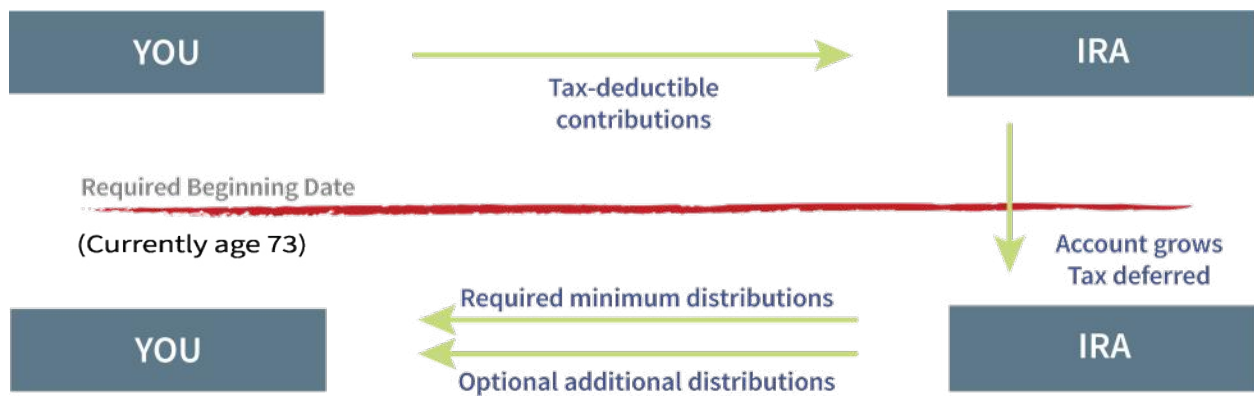 YOU
IRA
Tax-deductible
contributions
Required Beginning Date
(Currently age 73)
Account grows
Tax deferred
Required minimum distributions
YOU
IRA
Optional additional distributions